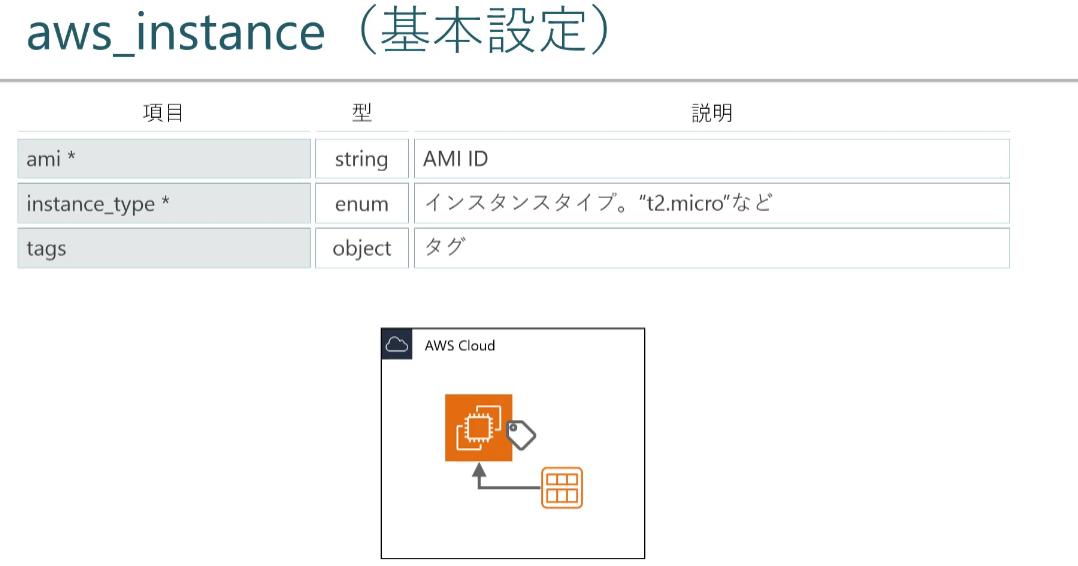 aws_instance（基本設定）
項目 型 説明
ami * string AMI ID
instance_type * enum インスタンスタイプ。“t2.micro”など
tags object タグ
AWS Cloud